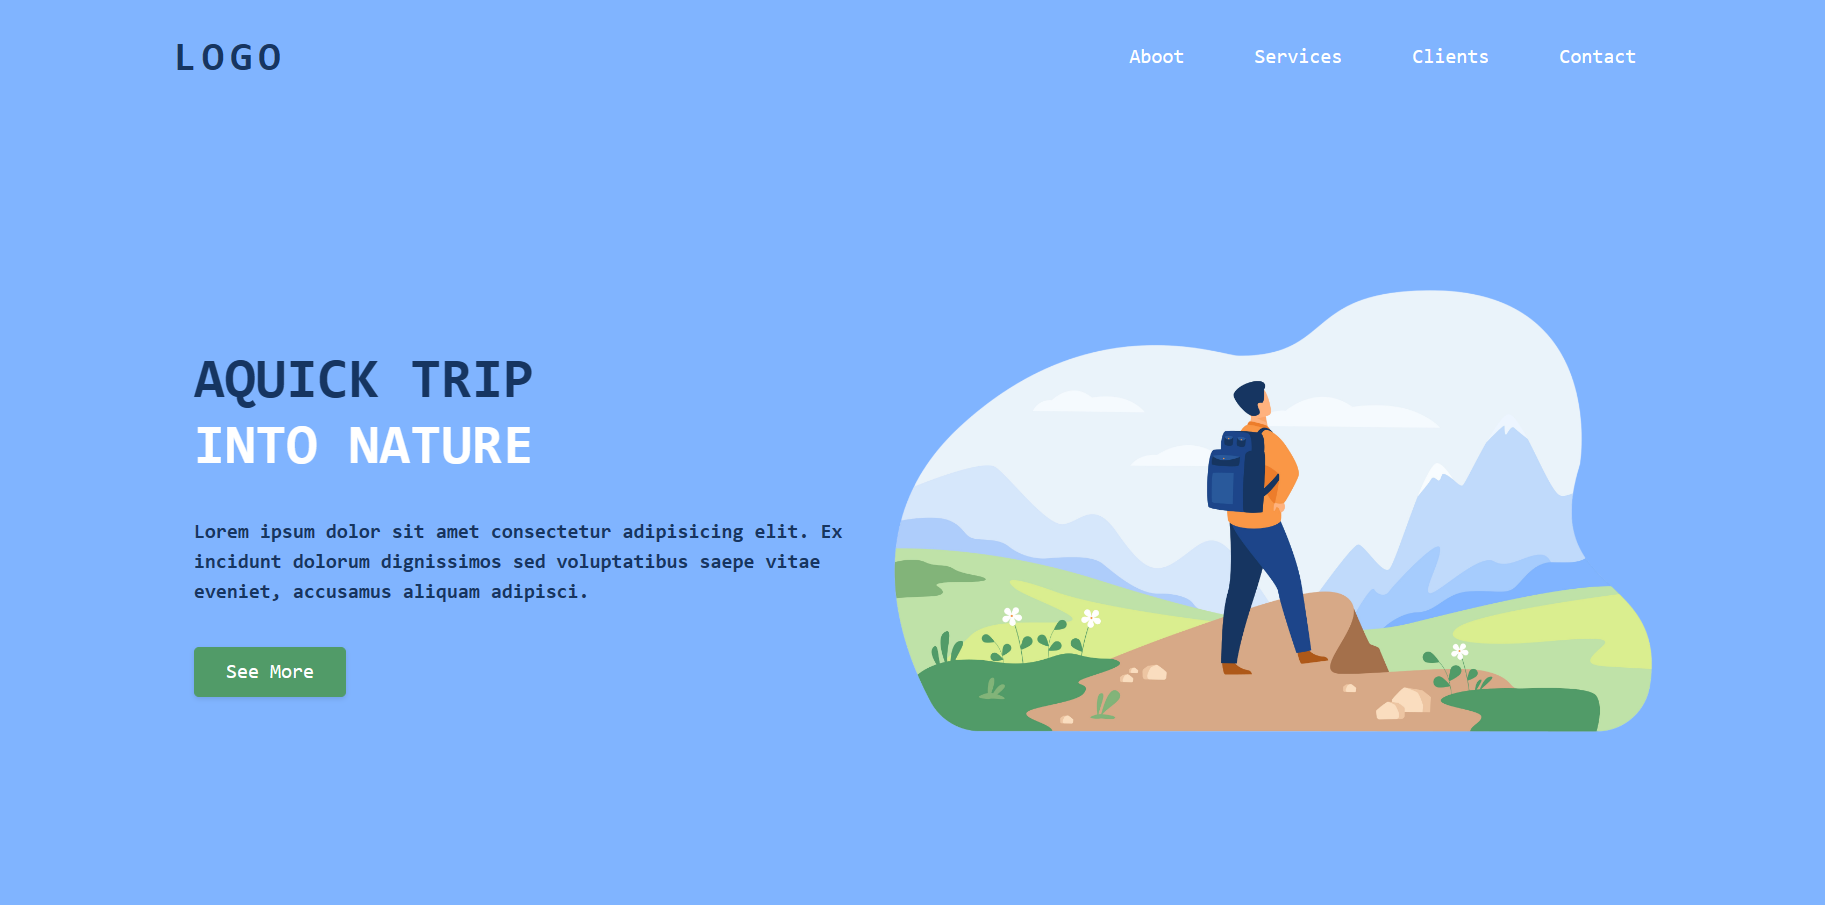 LOGO
Aboot Services Clients Contact
AQUICK TRIP
INTO NATURE
Lorem ipsum dolor sit amet consectetur adipisicing elit. Ex
incidunt dolorum dignissimos sed voluptatibus saepe vitae
eveniet, accusamus aliquam adipisci.
See More